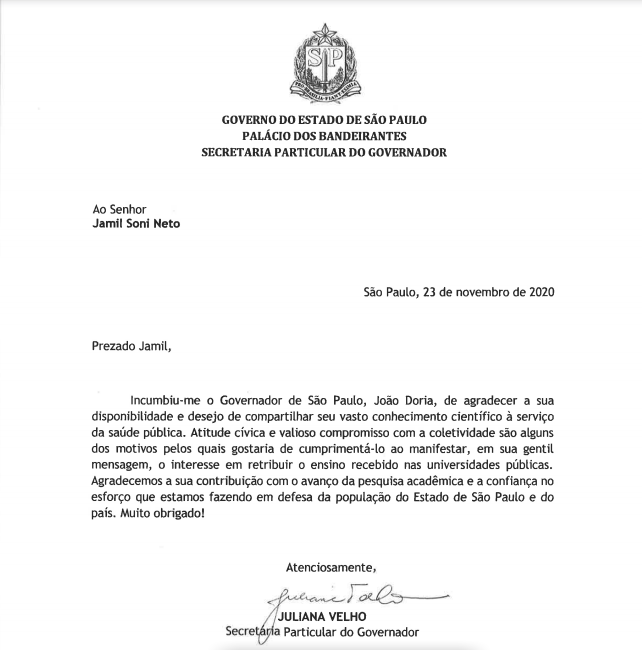 SP
GOVERNO DO ESTADO DE SÃO PAULO
PALÁCIO DOS BANDEIRANTES
SECRETARIA PARTICULAR DO GOVERNADOR
Ao Senhor
Jamil Soni Neto
São Paulo, 23 de novembro de 2020
Prezado Jamil,
Incumbiu-me o Governador de São Paulo, João Doria, de agradecer a sua
disponibilidade e desejo de compartilhar seu vasto conhecimento científico à serviço
da saúde pública. Atitude cívica e valioso compromisso com a coletividade são alguns
dos motivos pelos quais gostaria de cumprimentá-lo ao manifestar, em sua gentil
mensagem, o interesse em retribuir o ensino recebido nas universidades públicas.
Agradecemos a sua contribuição com o avanço da pesquisa acadêmica e a confiança no
esforço que estamos fazendo em defesa da população do Estado de São Paulo e do
país. Muito obrigado!
Atenciosamente,
JULIANA VELHO
Secretária Particular do Governador